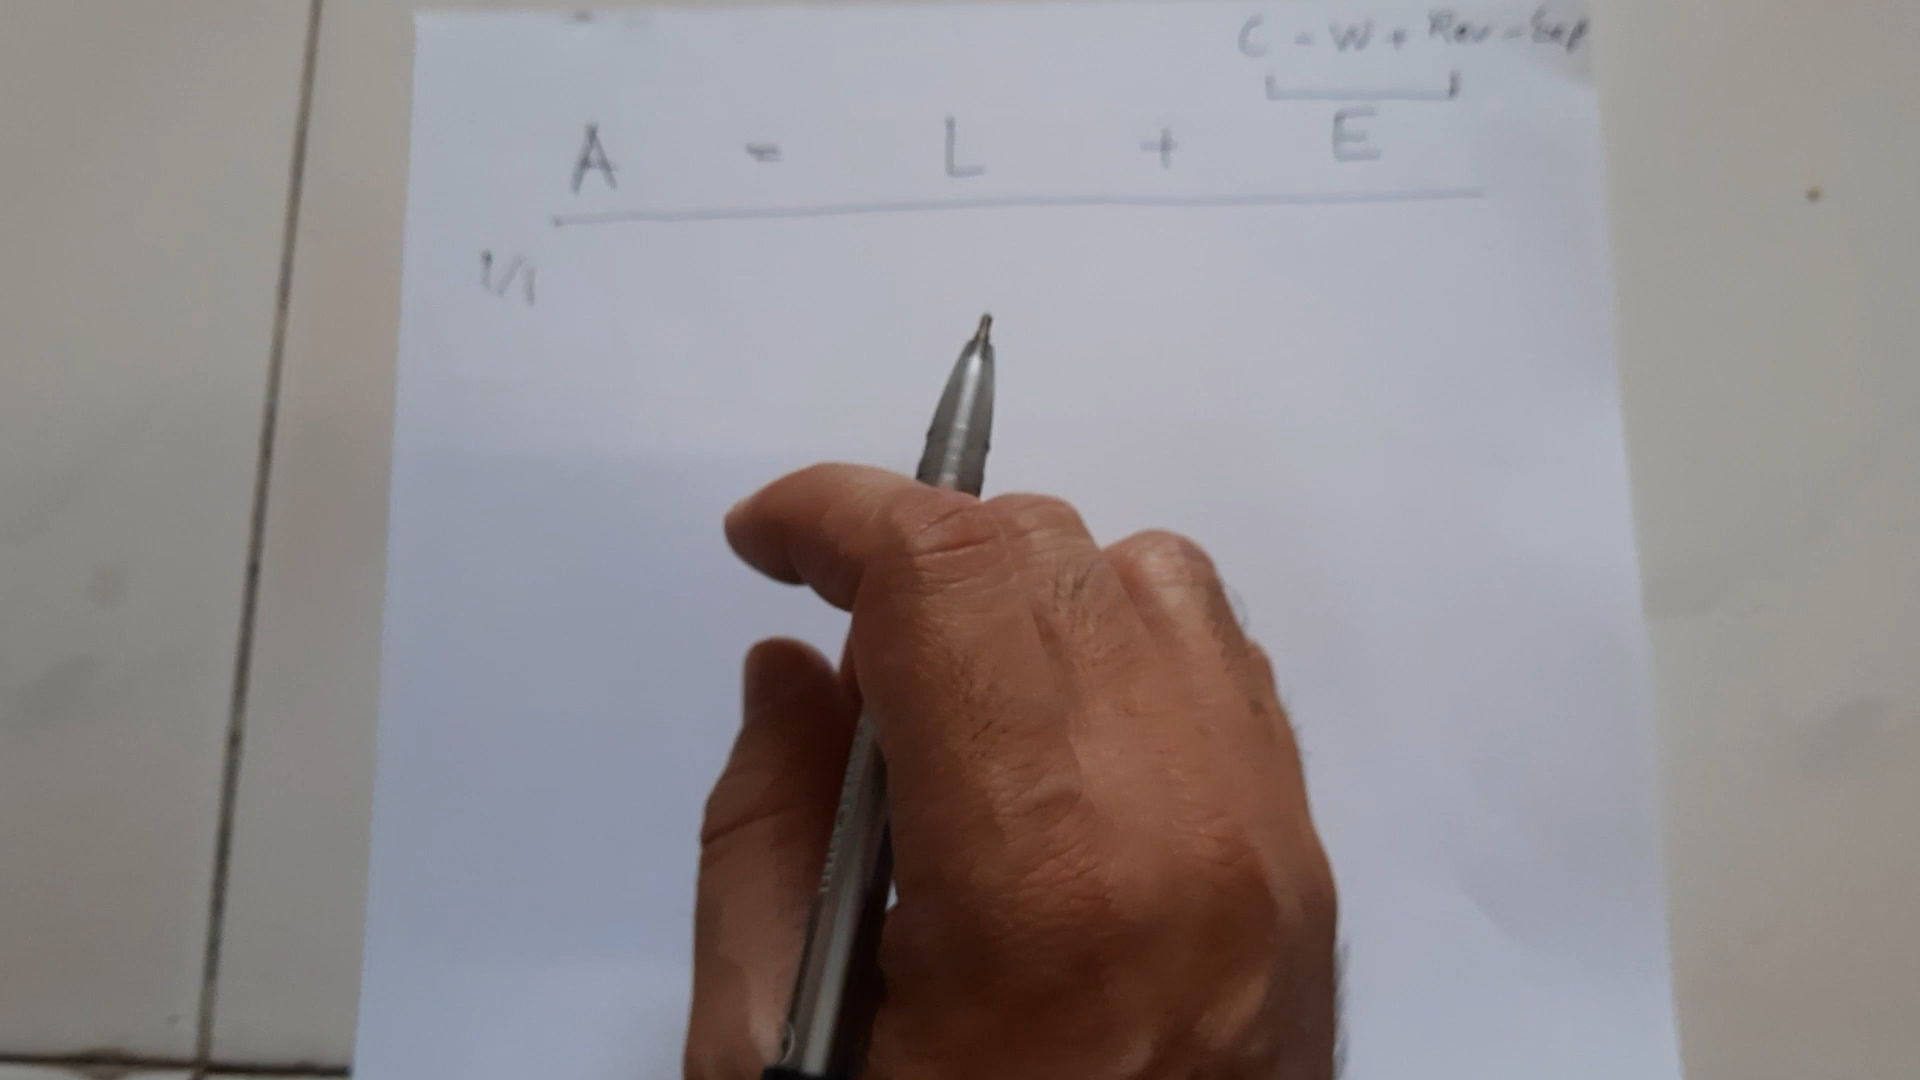 C - W + Rev - Exp
A = L + E
1/1